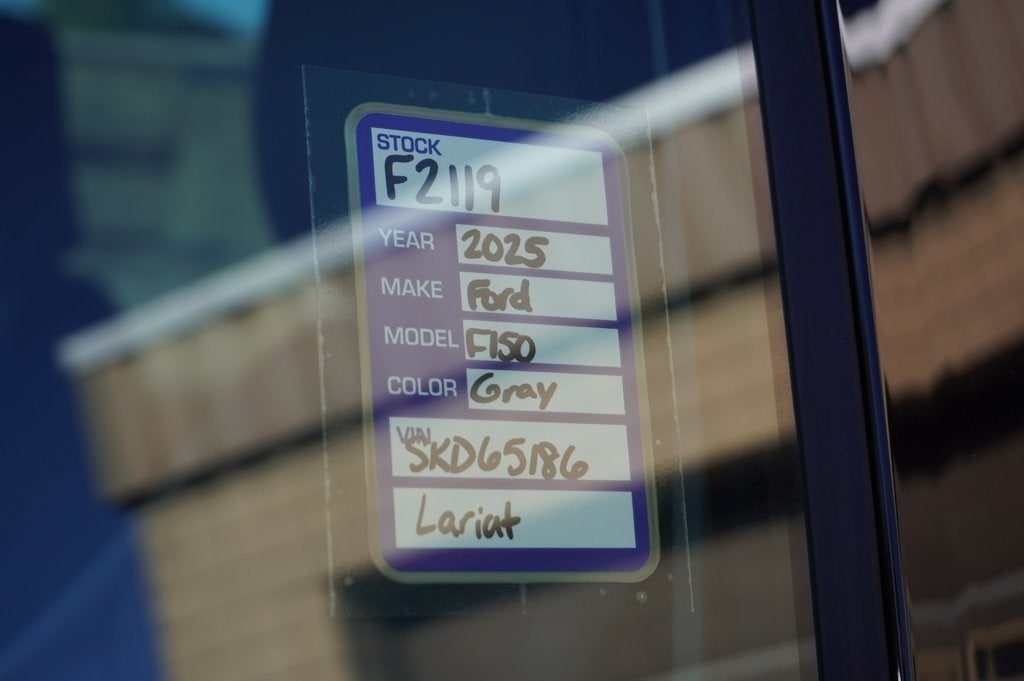 STOCK
F2119
YEAR 2025
MAKE Ford
MODEL F150
COLOR Gray
VIN
SKD65186
Lariat